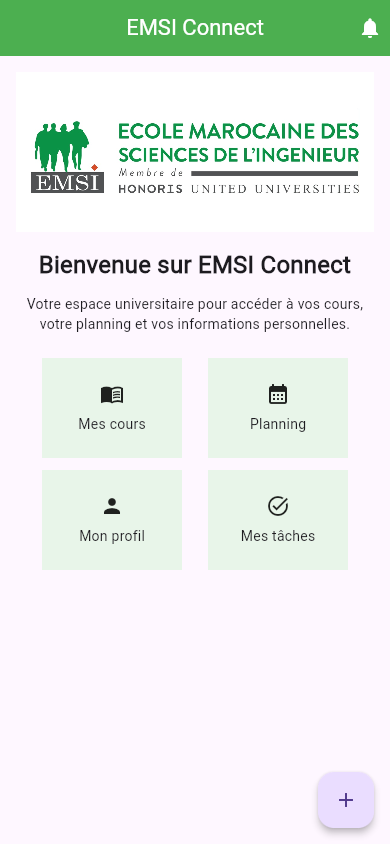 EMSI Connect
ECOLE MAROCAINE DES
SCIENCES DE L'INGENIEUR
EMSI
Membre de
HONORIS UNITED UNIVERSITIES
Bienvenue sur EMSI Connect
Votre espace universitaire pour accéder à vos cours,
votre planning et vos informations personnelles.
Mes cours
Planning
Mon profil
Mes tâches